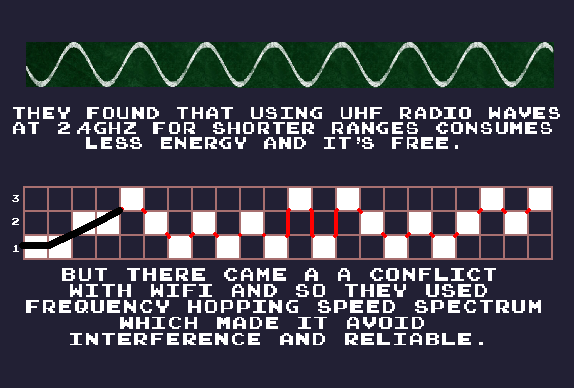 THEY FOUND THAT USING UHF RADIO WAVES
AT 2.4GHZ FOR SHORTER RANGES CONSUMES
LESS ENERGY AND IT'S FREE.
3
2
1
BUT THERE CAME A A CONFLICT
WITH WIFI AND SO THEY USED
FREQUENCY HOPPING SPEED SPECTRUM
WHICH MADE IT AVOID
INTERFERENCE AND RELIABLE.